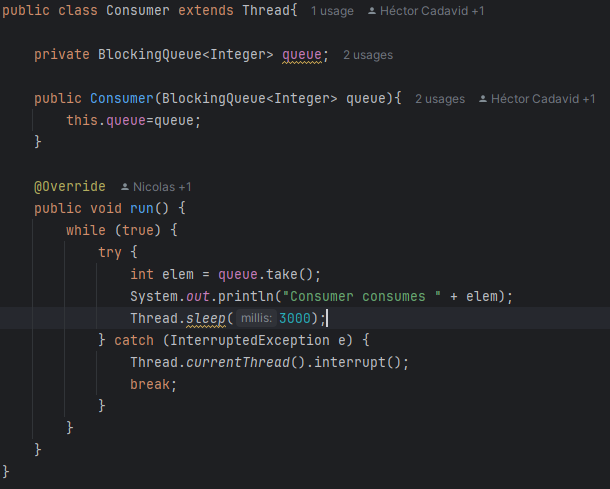 public class Consumer extends Thread{ 1 usage Héctor Cadavid +1
private BlockingQueue<Integer> queue; 2 usages
public Consumer(BlockingQueue<Integer> queue){ 2 usages Héctor Cadavid +1
this.queue=queue;
}
@Override Nicolas +1
public void run() {
while (true) {
try {
int elem = queue.take();
System.out.println("Consumer consumes " + elem);
Thread.sleep( millis: 3000);
} catch (InterruptedException e) {
Thread.currentThread().interrupt();
break;
}
}
}
}